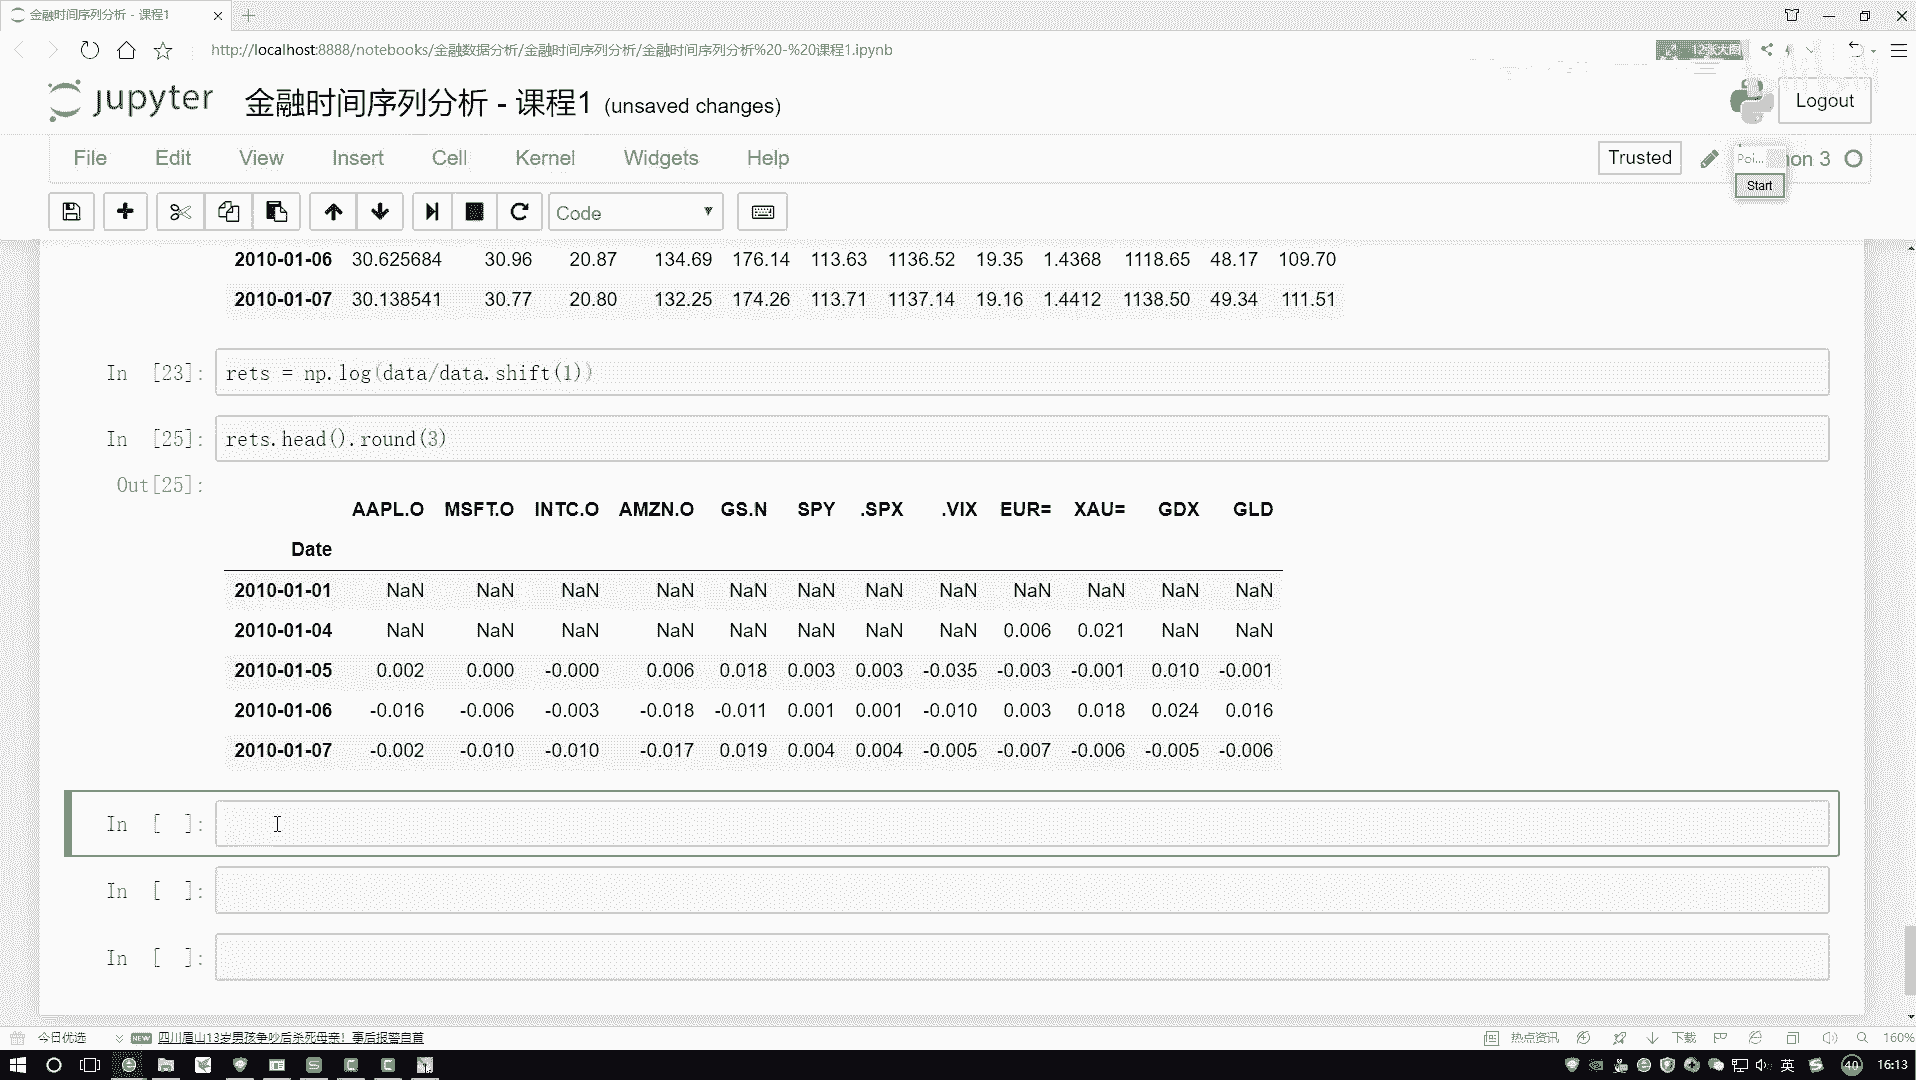 金融时间序列分析 - 课程1
http://localhost:8888/notebooks/金融数据分析/金融时间序列分析/金融时间序列分析%20-%20课程1.ipynb
12张大图
jupyter 金融时间序列分析 - 课程1 (unsaved changes)
Logout
File Edit View Insert Cell Kernel Widgets Help
Trusted
Poi... on 3
Start
Code
2010-01-06 30.625684 30.96 20.87 134.69 176.14 113.63 1136.52 19.35 1.4368 1118.65 48.17 109.70
2010-01-07 30.138541 30.77 20.80 132.25 174.26 113.71 1137.14 19.16 1.4412 1138.50 49.34 111.51
In [23]: rets = np.log(data/data.shift(1))
In [25]: rets.head().round(3)
Out[25]:
AAPL.O MSFT.O INTC.O AMZN.O GS.N SPY .SPX .VIX EUR= XAU= GDX GLD
Date
2010-01-01 NaN NaN NaN NaN NaN NaN NaN NaN NaN NaN NaN NaN
2010-01-04 NaN NaN NaN NaN NaN NaN NaN NaN 0.006 0.021 NaN NaN
2010-01-05 0.002 0.000 -0.000 0.006 0.018 0.003 0.003 -0.035 -0.003 -0.001 0.010 -0.001
2010-01-06 -0.016 -0.006 -0.003 -0.018 -0.011 0.001 0.001 -0.010 0.003 0.018 0.024 0.016
2010-01-07 -0.002 -0.010 -0.010 -0.017 0.019 0.004 0.004 -0.005 -0.007 -0.006 -0.005 -0.006
In [ ]:
In [ ]:
In [ ]:
今日优选 NEW 四川眉山13岁男孩争吵后杀死母亲！事后报警自首 热点资讯 下载 160%
英 40 16:13